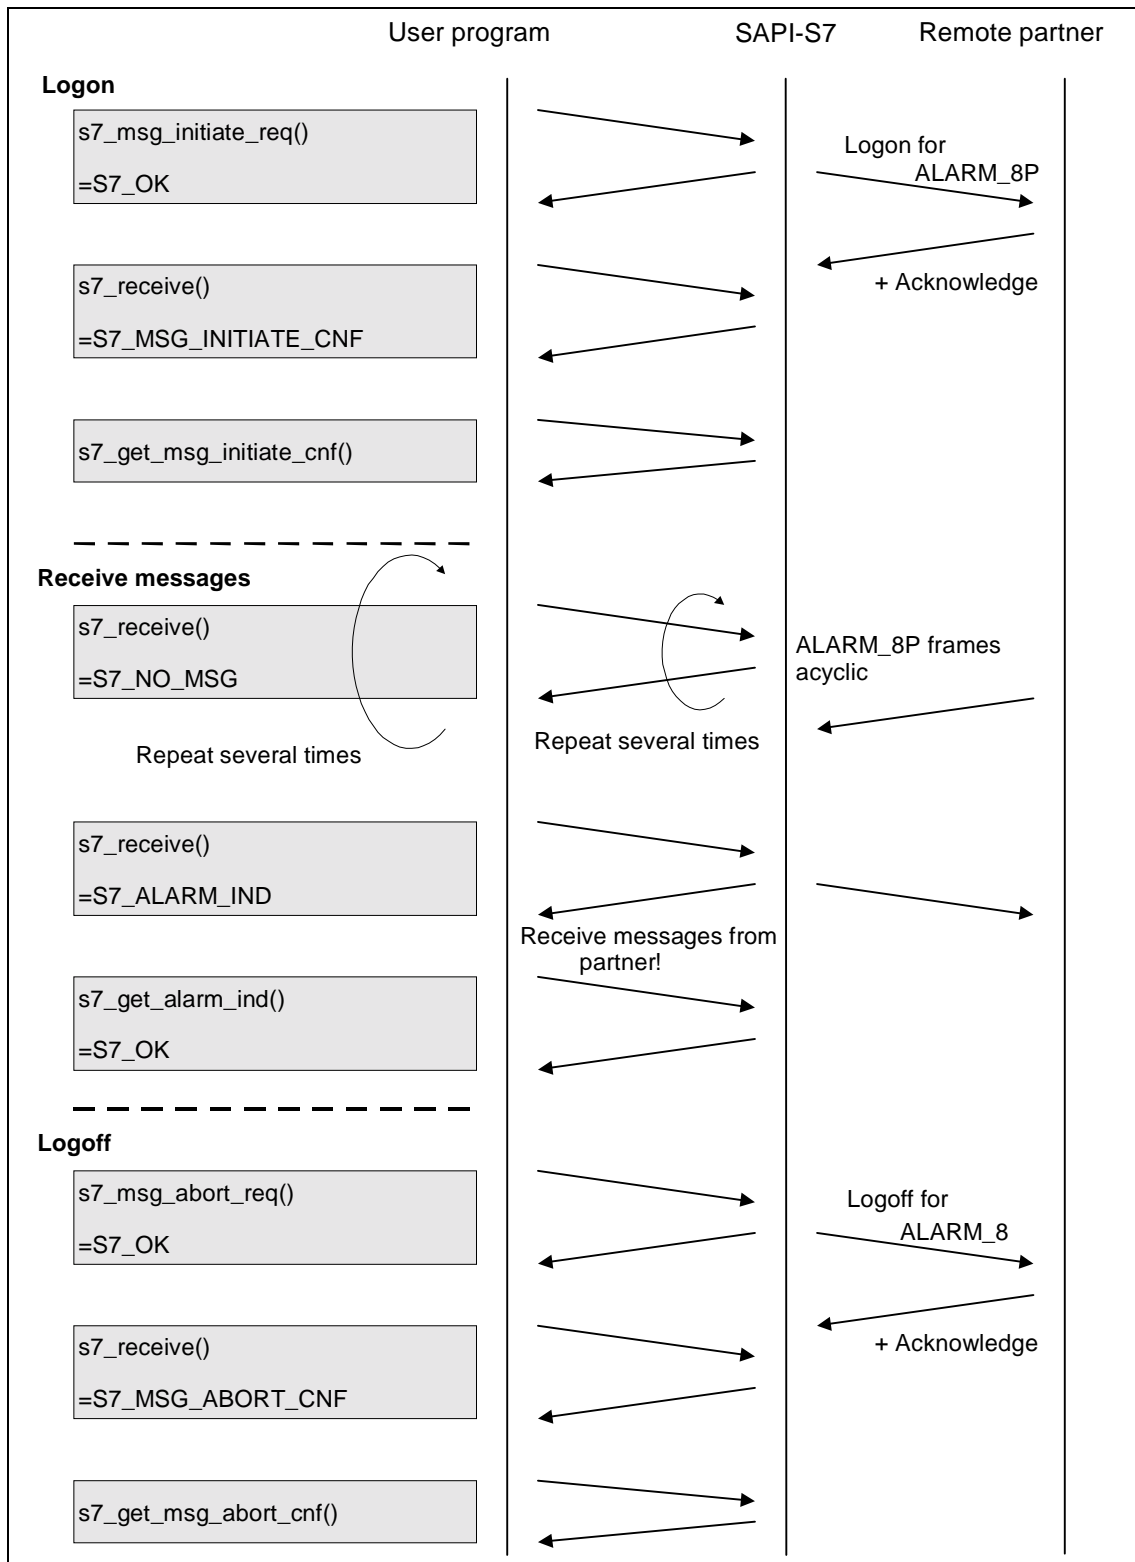 User program SAPI-S7 Remote partner
Logon
s7_msg_initiate_req()
=S7_OK
Logon for
ALARM_8P
+ Acknowledge
s7_receive()
=S7_MSG_INITIATE_CNF
s7_get_msg_initiate_cnf()
Receive messages
s7_receive()
=S7_NO_MSG
ALARM_8P frames
acyclic
Repeat several times
Repeat several times
s7_receive()
=S7_ALARM_IND
Receive messages from
partner!
s7_get_alarm_ind()
=S7_OK
Logoff
s7_msg_abort_req()
=S7_OK
Logoff for
ALARM_8
+ Acknowledge
s7_receive()
=S7_MSG_ABORT_CNF
s7_get_msg_abort_cnf()